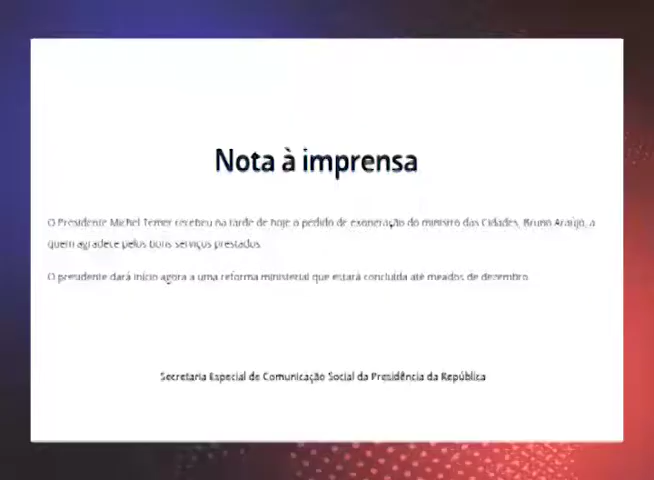 Nota à imprensa
O Presidente Michel Temer recebeu na tarde de hoje o pedido de exoneração do ministro das Cidades, Bruno Araújo, a
quem agradece pelos bons serviços prestados.
O presidente dará início agora a uma reforma ministerial que estará concluída até meados de dezembro.
Secretaria Especial de Comunicação Social da Presidência da República